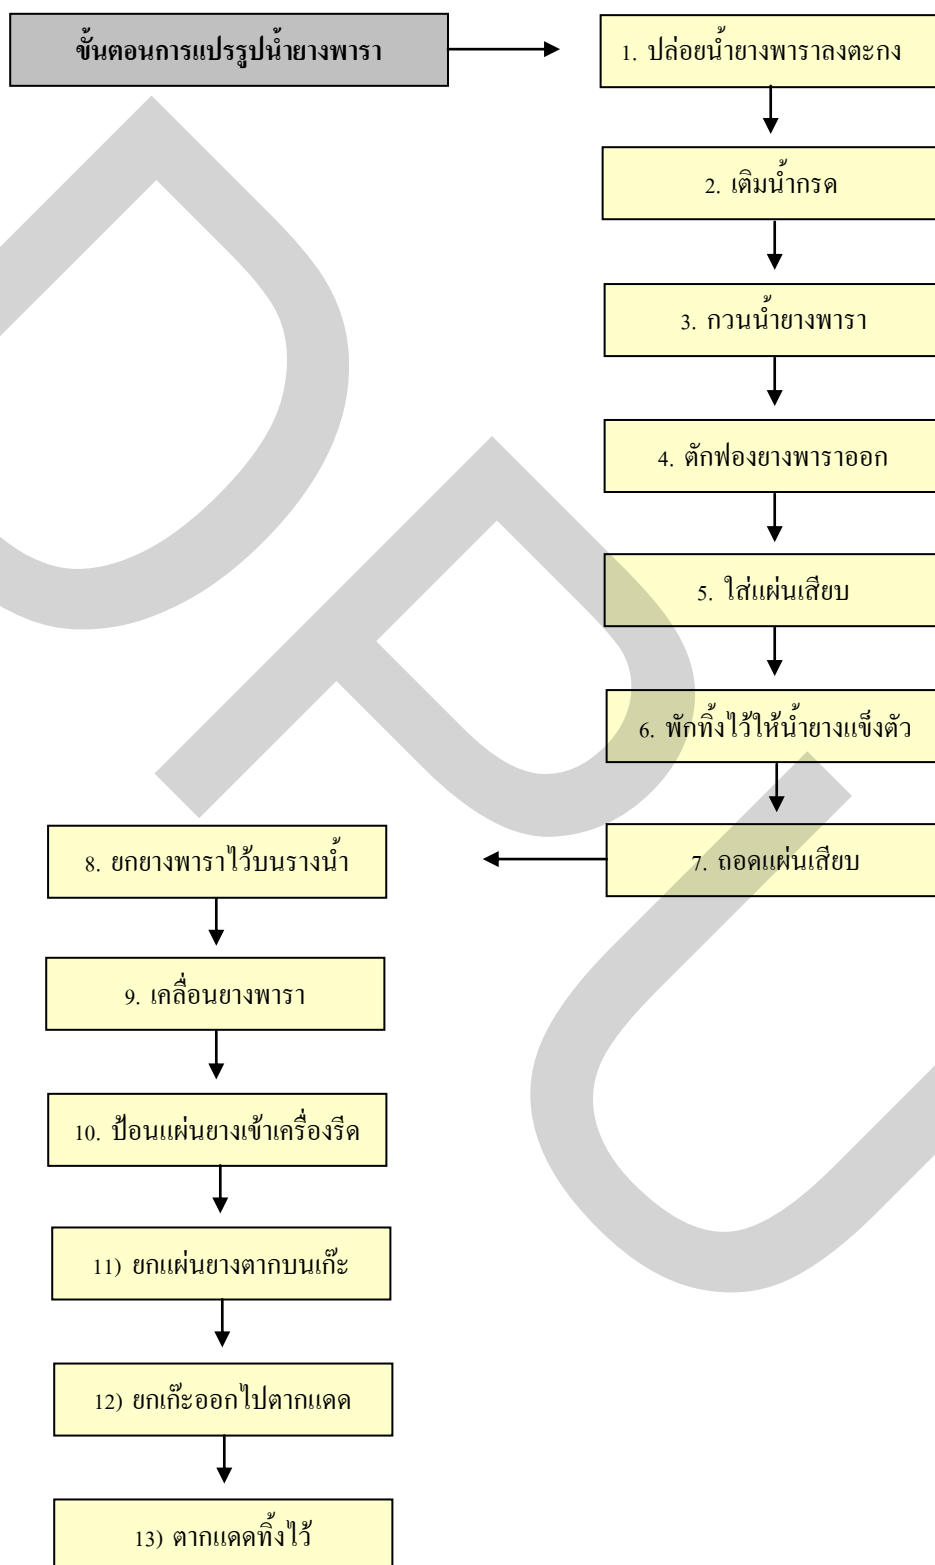 ขั้นตอนการแปรรูปน้ำยางพารา
1. ปล่อยน้ำยางพาราลงตะกง
2. เติมน้ำกรด
3. กวนน้ำยางพารา
4. ตักฟองยางพาราออก
5. ใส่แผ่นเสียบ
6. พักทิ้งไว้ให้น้ำยางแข็งตัว
7. ถอดแผ่นเสียบ
8. ยกยางพาราไว้บนรางน้ำ
9. เคลื่อนยางพารา
10. ป้อนแผ่นยางเข้าเครื่องรีด
11) ยกแผ่นยางตากบนเก๊ะ
12) ยกเก๊ะออกไปตากแดด
13) ตากแดดทิ้งไว้
DPU